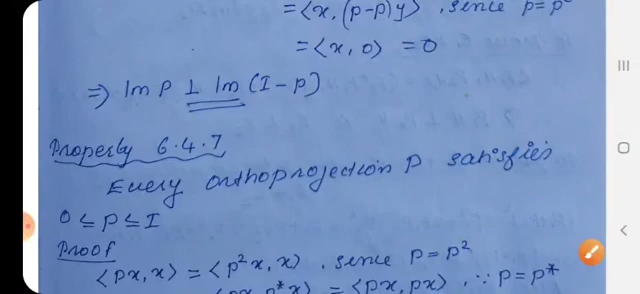 = ⟨x, (p-p)y⟩, since p = p²
= ⟨x, 0⟩ = 0
⇒ Im P ⊥ Im (I-p)
Property 6.4.7
Every orthoprojection P satisfies
0 ≤ p ≤ I
Proof
⟨px, x⟩ = ⟨p²x, x⟩, since p = p²
⟨px, p*x⟩ = ⟨px, px⟩, ∵ p = p*